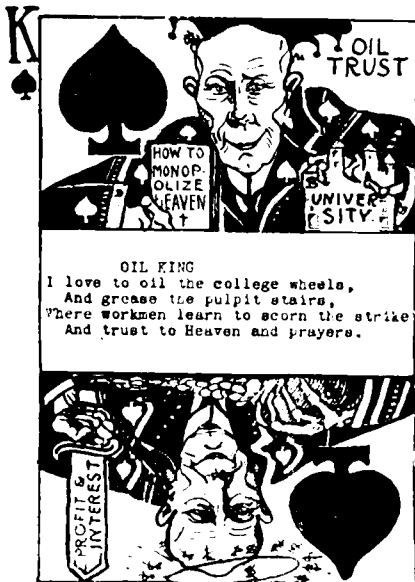 K
OIL
TRUST
HOW TO
MONOP-
OLIZE
HEAVEN
UNIVER
SITY
OIL KING
I love to oil the college wheels,
And grease the pulpit stairs,
Where workmen learn to scorn the strike
And trust to Heaven and prayers.
PROFIT &
INTEREST